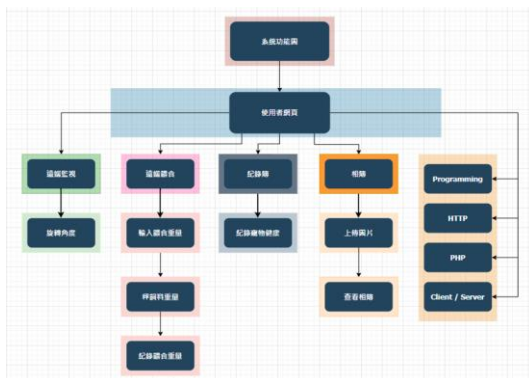 系統功能圖
使用者網頁
遠端監視
遠端餵食
紀錄簿
相簿
Programming
旋轉角度
輸入餵食重量
記錄寵物健康
上傳圖片
HTTP
PHP
秤飼料重量
查看相簿
Client / Server
紀錄餵食重量